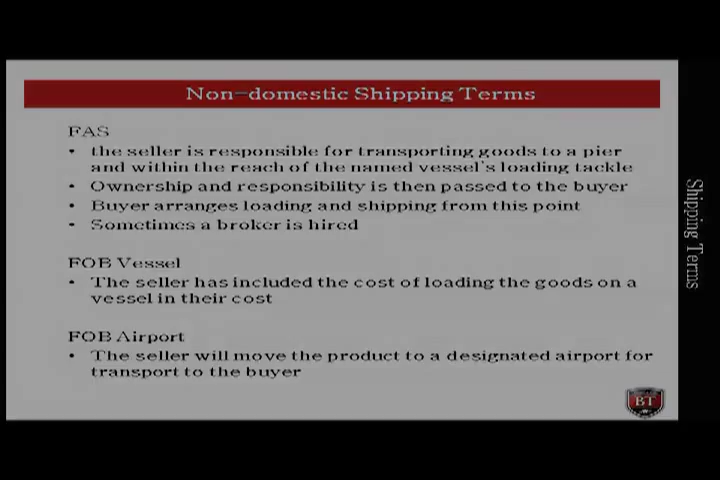 Non-domestic Shipping Terms
FAS
• the seller is responsible for transporting goods to a pier
and within the reach of the named vessel's loading tackle
• Ownership and responsibility is then passed to the buyer
• Buyer arranges loading and shipping from this point
• Sometimes a broker is hired
FOB Vessel
• The seller has included the cost of loading the goods on a
vessel in their cost
FOB Airport
• The seller will move the product to a designated airport for
transport to the buyer
Shipping Terms
BT